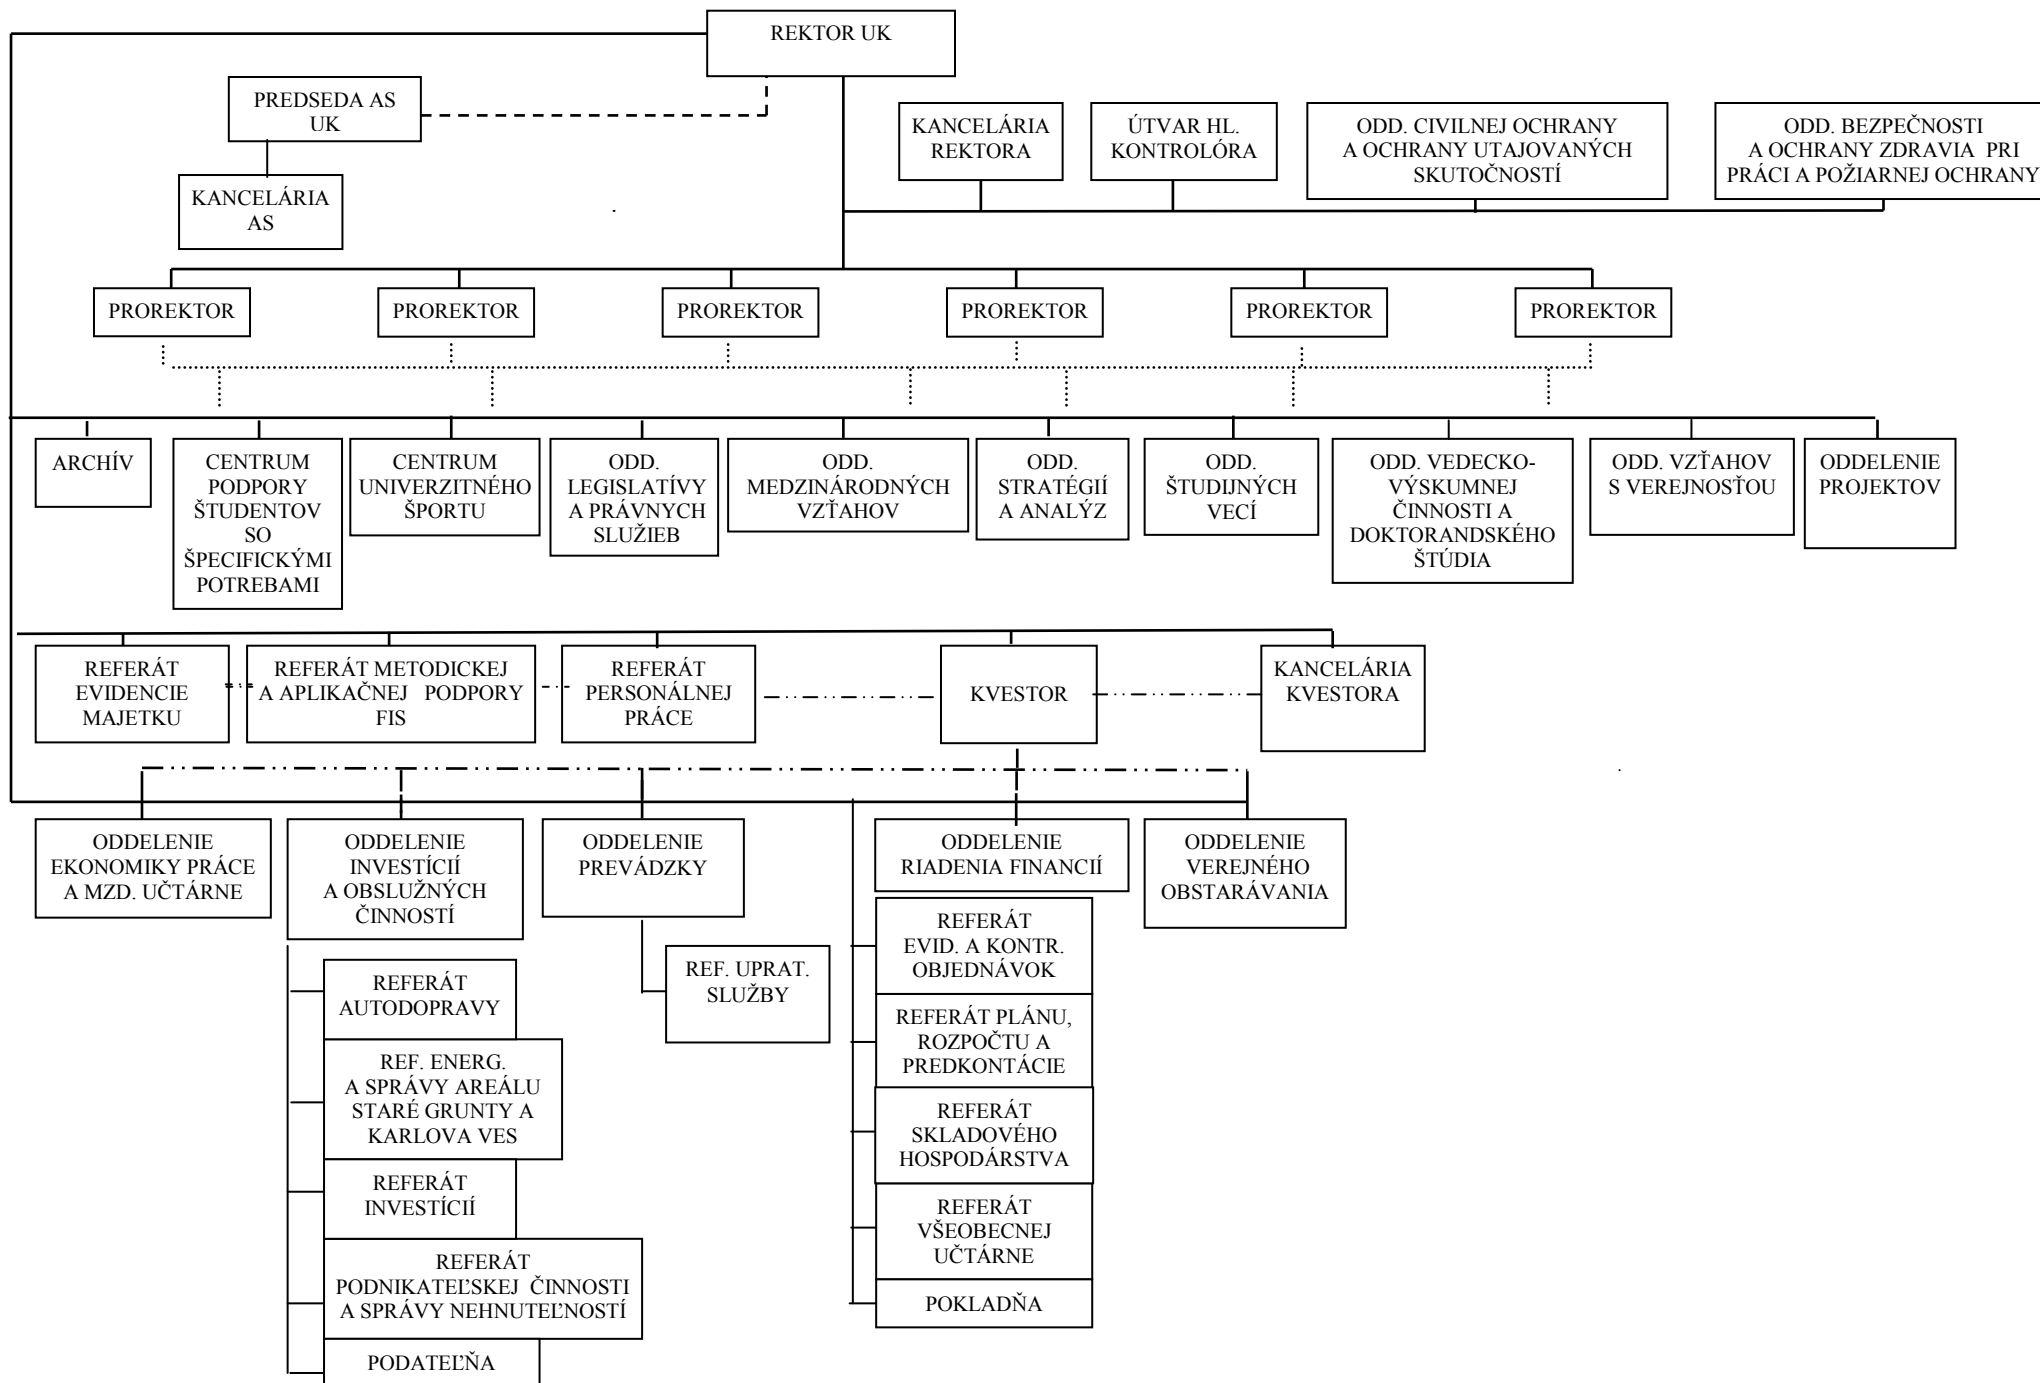 REKTOR UK
PREDSEDA AS
UK
KANCELÁRIA
AS
KANCELÁRIA
REKTORA
ÚTVAR HL.
KONTROLÓRA
ODD. CIVILNEJ OCHRANY
A OCHRANY UTAJOVANÝCH
SKUTOČNOSTÍ
ODD. BEZPEČNOSTI
A OCHRANY ZDRAVIA PRI
PRÁCI A POŽIARNEJ OCHRANY
PROREKTOR
PROREKTOR
PROREKTOR
PROREKTOR
PROREKTOR
PROREKTOR
ARCHÍV
CENTRUM
PODPORY
ŠTUDENTOV
SO
ŠPECIFICKÝMI
POTREBAMI
CENTRUM
UNIVERZITNÉHO
ŠPORTU
ODD.
LEGISLATÍVY
A PRÁVNYCH
SLUŽIEB
ODD.
MEDZINÁRODNÝCH
VZŤAHOV
ODD.
STRATÉGIÍ
A ANALÝZ
ODD.
ŠTUDIJNÝCH
VECÍ
ODD. VEDECKO-
VÝSKUMNEJ
ČINNOSTI A
DOKTORANDSKÉHO
ŠTÚDIA
ODD. VZŤAHOV
S VEREJNOSŤOU
ODDELENIE
PROJEKTOV
REFERÁT
EVIDENCIE
MAJETKU
REFERÁT METODICKEJ
A APLIKAČNEJ PODPORY
FIS
REFERÁT
PERSONÁLNEJ
PRÁCE
KVESTOR
KANCELÁRIA
KVESTORA
ODDELENIE
EKONOMIKY PRÁCE
A MZD. UČTÁRNE
ODDELENIE
INVESTÍCIÍ
A OBSLUŽNÝCH
ČINNOSTÍ
ODDELENIE
PREVÁDZKY
ODDELENIE
RIADENIA FINANCIÍ
ODDELENIE
VEREJNÉHO
OBSTARÁVANIA
REFERÁT
AUTODOPRAVY
REF. ENERG.
A SPRÁVY AREÁLU
STARÉ GRUNTY A
KARLOVA VES
REFERÁT
INVESTÍCIÍ
REFERÁT
PODNIKATEĽSKEJ ČINNOSTI
A SPRÁVY NEHNUTEĽNOSTÍ
PODATEĽŇA
REF. UPRAT.
SLUŽBY
REFERÁT
EVID. A KONTR.
OBJEDNÁVOK
REFERÁT PLÁNU,
ROZPOČTU A
PREDKONTÁCIE
REFERÁT
SKLADOVÉHO
HOSPODÁRSTVA
REFERÁT
VŠEOBECNEJ
UČTÁRNE
POKLADŇA